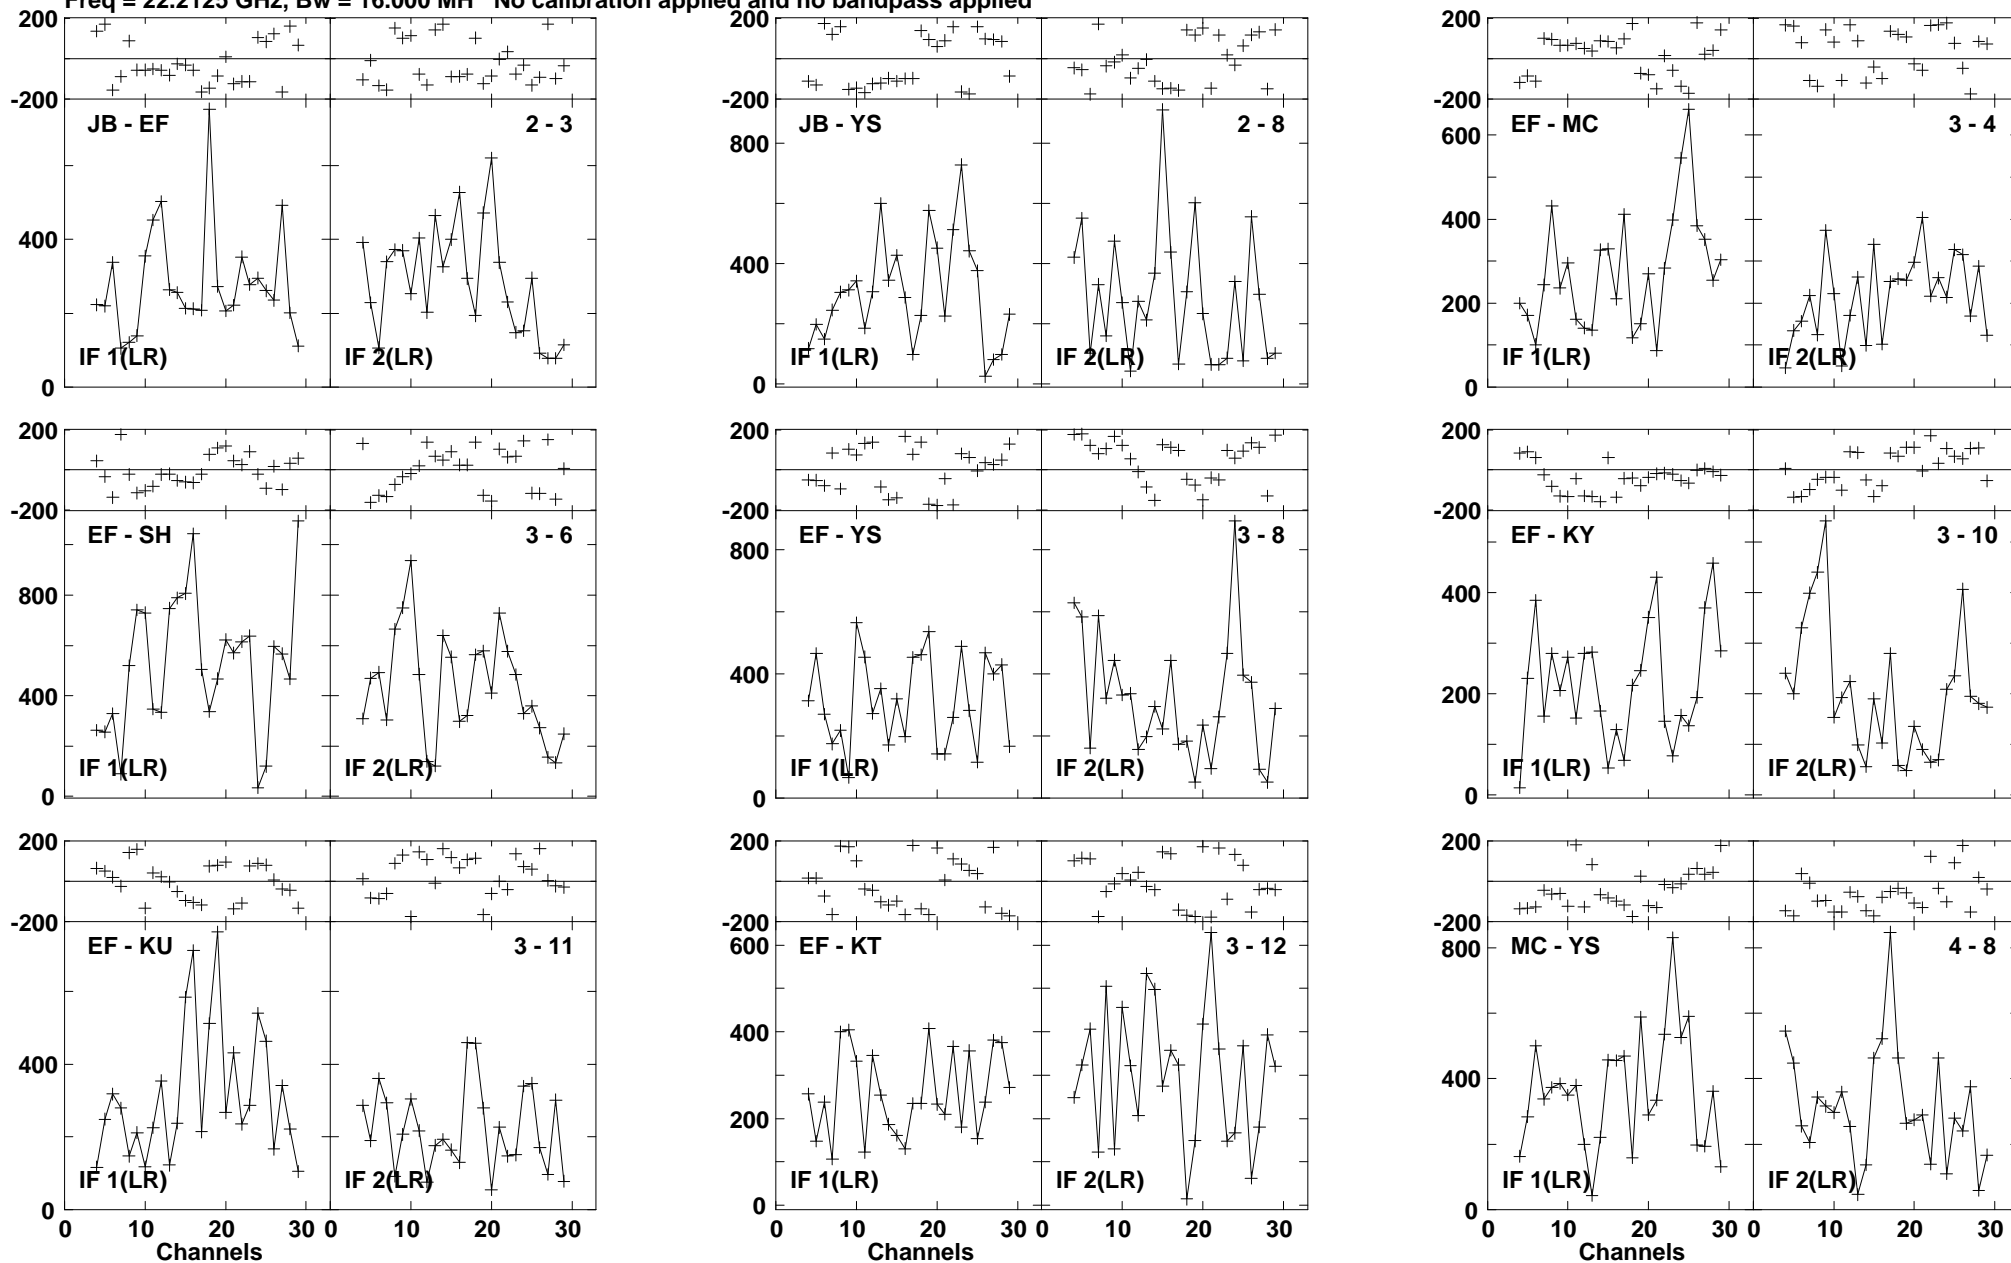 Freq = 22.2125 GHz, Bw = 16.000 MH No calibration applied and no bandpass applied
200
-200
JB - EF
2 - 3
400
0
IF 1(LR)
IF 2(LR)
JB - YS
2 - 8
200
-200
800
400
0
IF 1(LR)
IF 2(LR)
EF - MC
3 - 4
200
-200
600
400
200
0
IF 1(LR)
IF 2(LR)
200
-200
EF - SH
3 - 6
800
400
0
IF 1(LR)
IF 2(LR)
200
-200
EF - YS
3 - 8
800
400
0
IF 1(LR)
IF 2(LR)
200
-200
EF - KY
3 - 10
400
200
0
IF 1(LR)
IF 2(LR)
200
-200
EF - KU
3 - 11
400
0
IF 1(LR)
IF 2(LR)
0 10 20 30 0 10 20 30
Channels
200
-200
EF - KT
3 - 12
600
400
200
0
IF 1(LR)
IF 2(LR)
0 10 20 30 0 10 20 30
Channels
200
-200
MC - YS
4 - 8
800
400
0
IF 1(LR)
IF 2(LR)
0 10 20 30 0 10 20 30
Channels